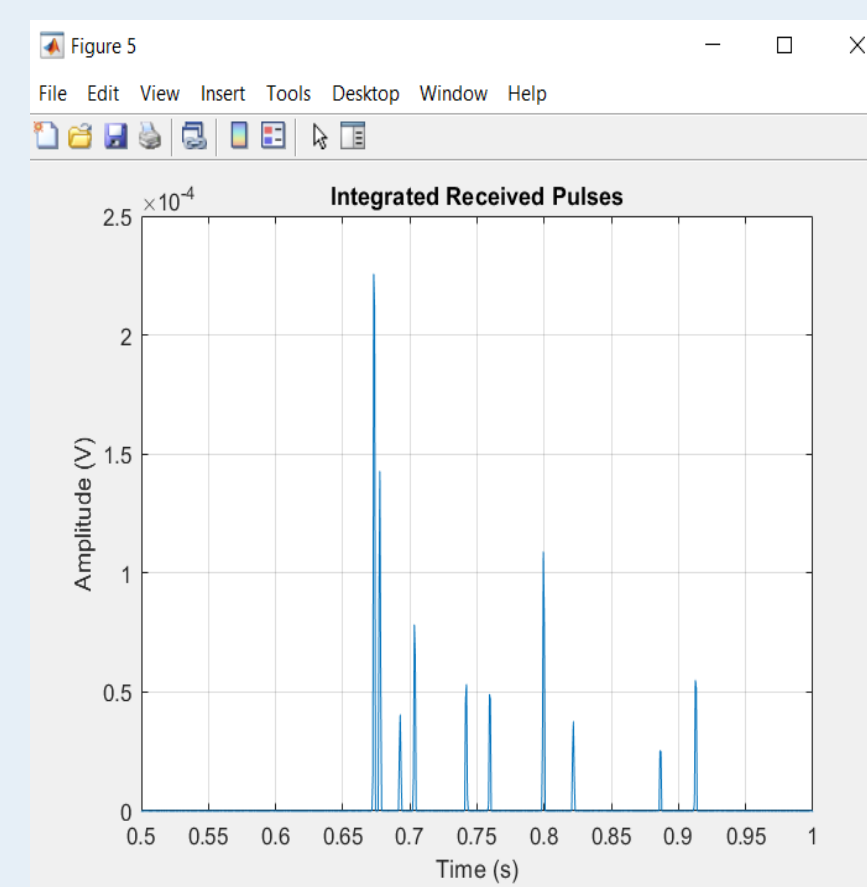 Figure 5
File Edit View Insert Tools Desktop Window Help
Integrated Received Pulses
×10-4
2.5
2
1.5
1
0.5
0
Amplitude (V)
0.5 0.55 0.6 0.65 0.7 0.75 0.8 0.85 0.9 0.95 1
Time (s)